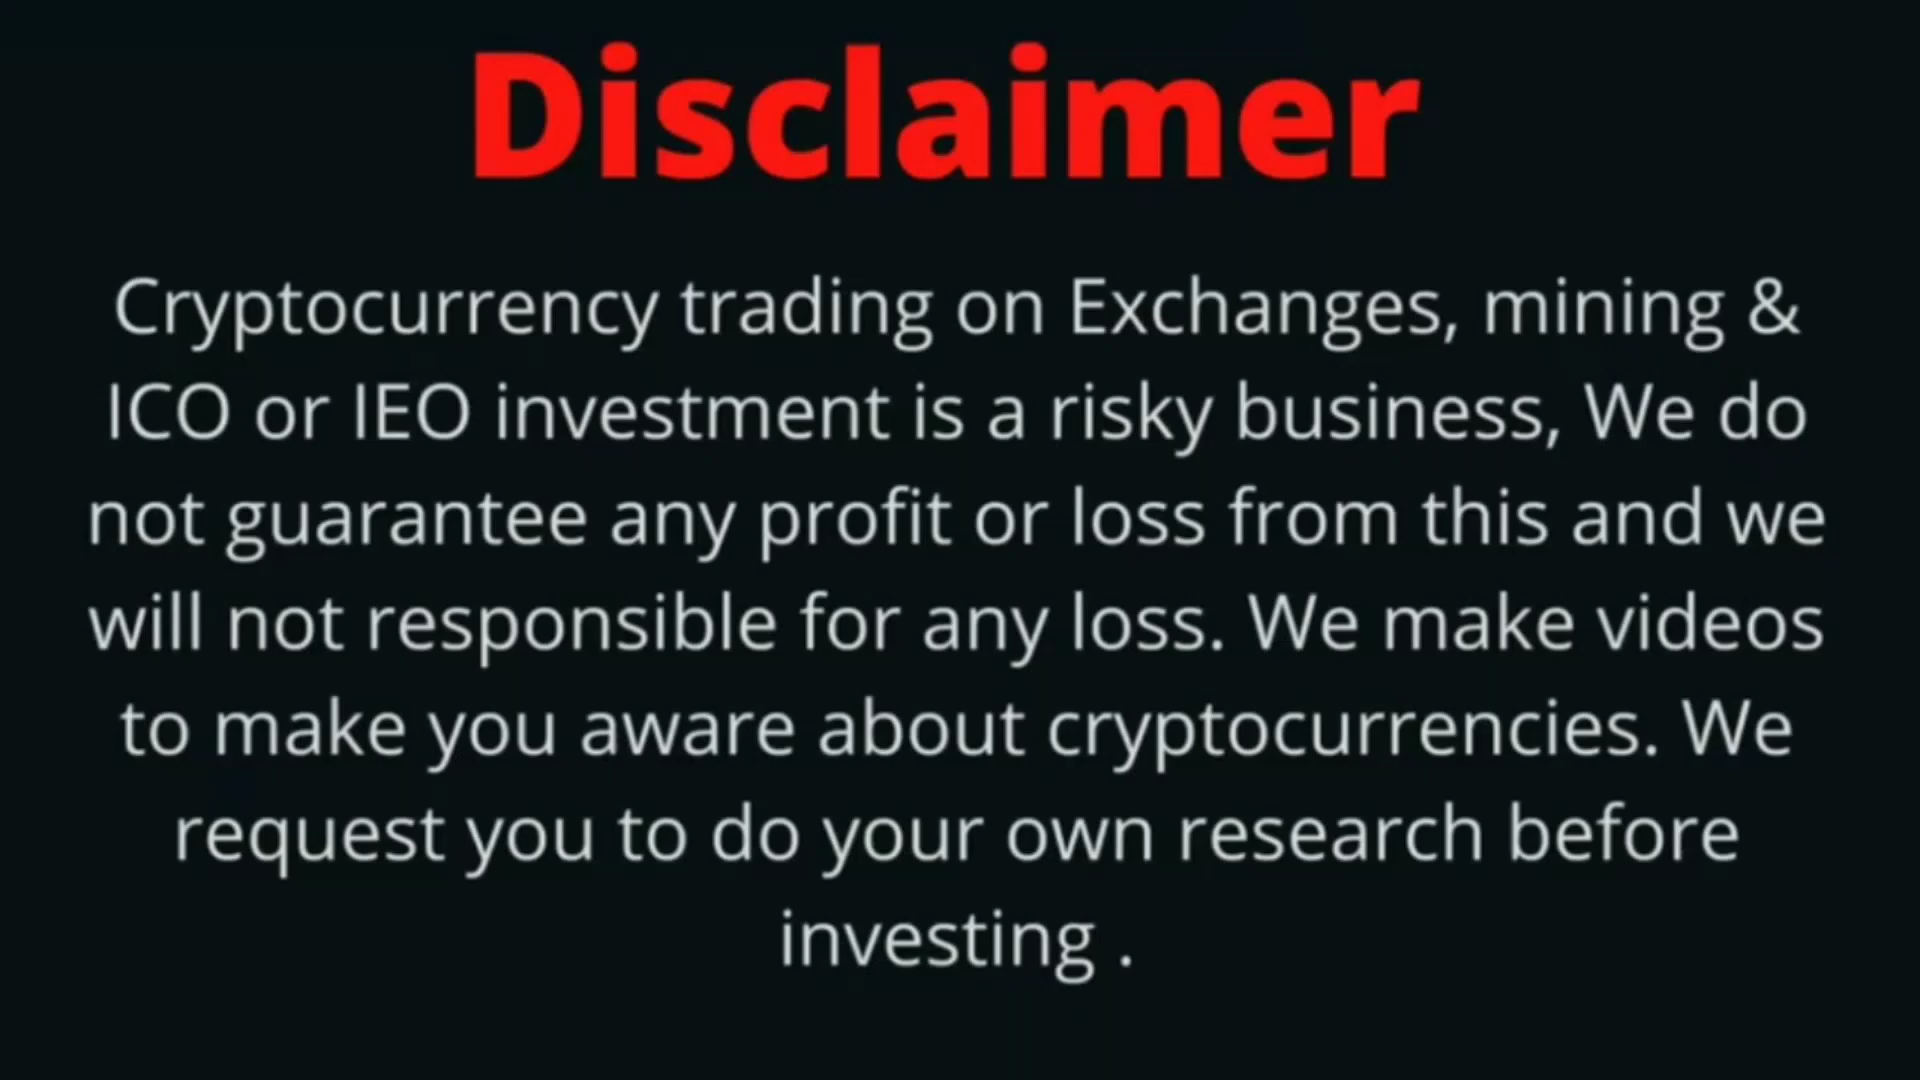 Disclaimer
Cryptocurrency trading on Exchanges, mining &
ICO or IEO investment is a risky business, We do
not guarantee any profit or loss from this and we
will not responsible for any loss. We make videos
to make you aware about cryptocurrencies. We
request you to do your own research before
investing .